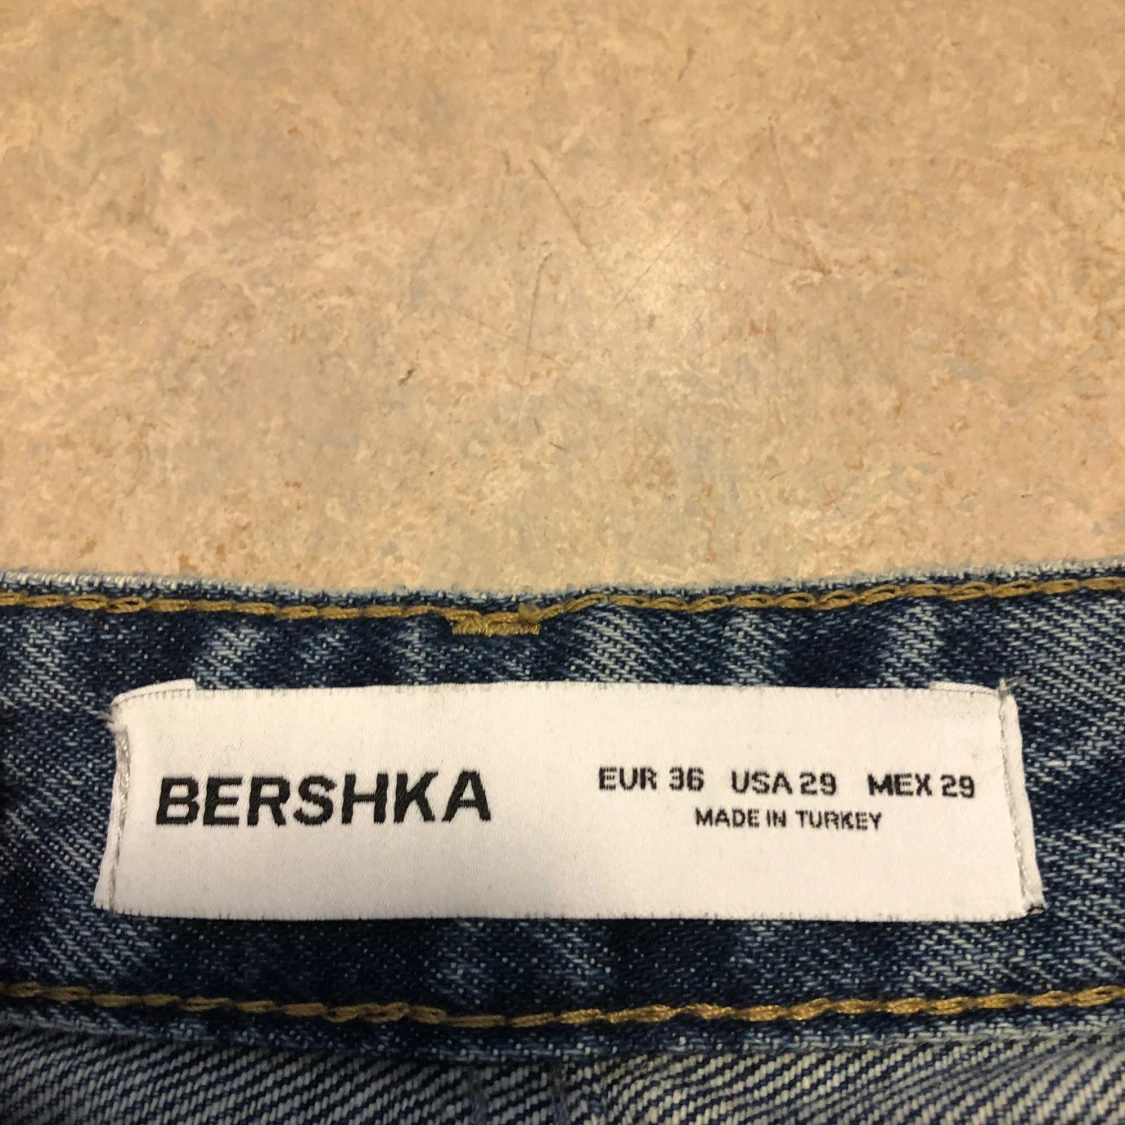 BERSHKA
EUR 36 USA 29 MEX 29
MADE IN TURKEY